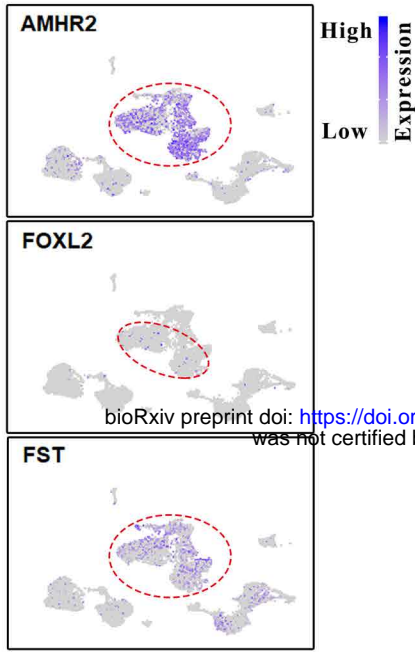 AMHR2
High
Low
Expression
FOXL2
bioRxiv preprint doi: https://doi.or
was not certified b
FST